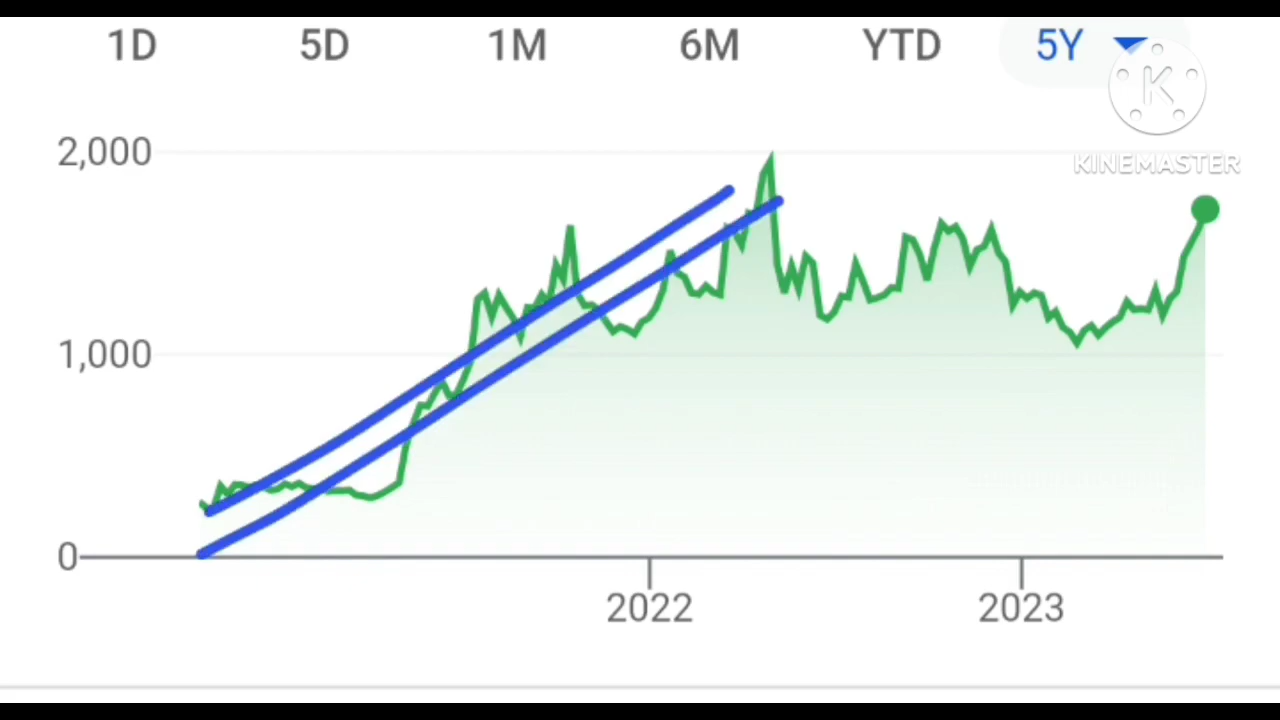 1D 5D 1M 6M YTD 5Y
K
KINEMASTER
2,000
1,000
0
2022 2023